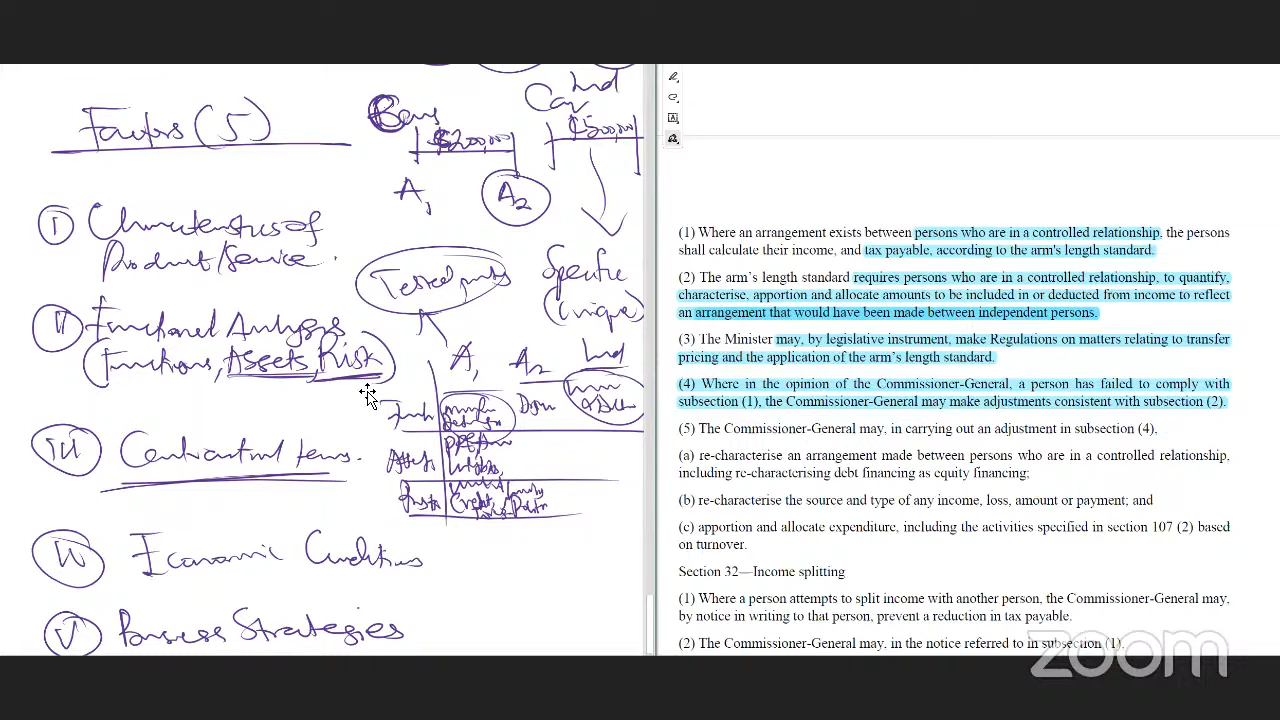 Factors (5)
Benz
$200,000
A1
A2
Car
Ind
500,000
I Characteristics of
Product/Service.
Tested party
Specific
(unique)
II Functional Analysis
(Functions, Assets, Risk)
A1
A2
Ind
Funct
Assets
Risk
III Contractual terms.
IV Economic Conditions
V Business Strategies
(1) Where an arrangement exists between persons who are in a controlled relationship, the persons
shall calculate their income, and tax payable, according to the arm's length standard.
(2) The arm’s length standard requires persons who are in a controlled relationship, to quantify,
characterise, apportion and allocate amounts to be included in or deducted from income to reflect
an arrangement that would have been made between independent persons.
(3) The Minister may, by legislative instrument, make Regulations on matters relating to transfer
pricing and the application of the arm’s length standard.
(4) Where in the opinion of the Commissioner-General, a person has failed to comply with
subsection (1), the Commissioner-General may make adjustments consistent with subsection (2).
(5) The Commissioner-General may, in carrying out an adjustment in subsection (4),
(a) re-characterise an arrangement made between persons who are in a controlled relationship,
including re-characterising debt financing as equity financing;
(b) re-characterise the source and type of any income, loss, amount or payment; and
(c) apportion and allocate expenditure, including the activities specified in section 107 (2) based
on turnover.
Section 32—Income splitting
(1) Where a person attempts to split income with another person, the Commissioner-General may,
by notice in writing to that person, prevent a reduction in tax payable.
(2) The Commissioner-General may, in the notice referred to in subsection (1),
zoom